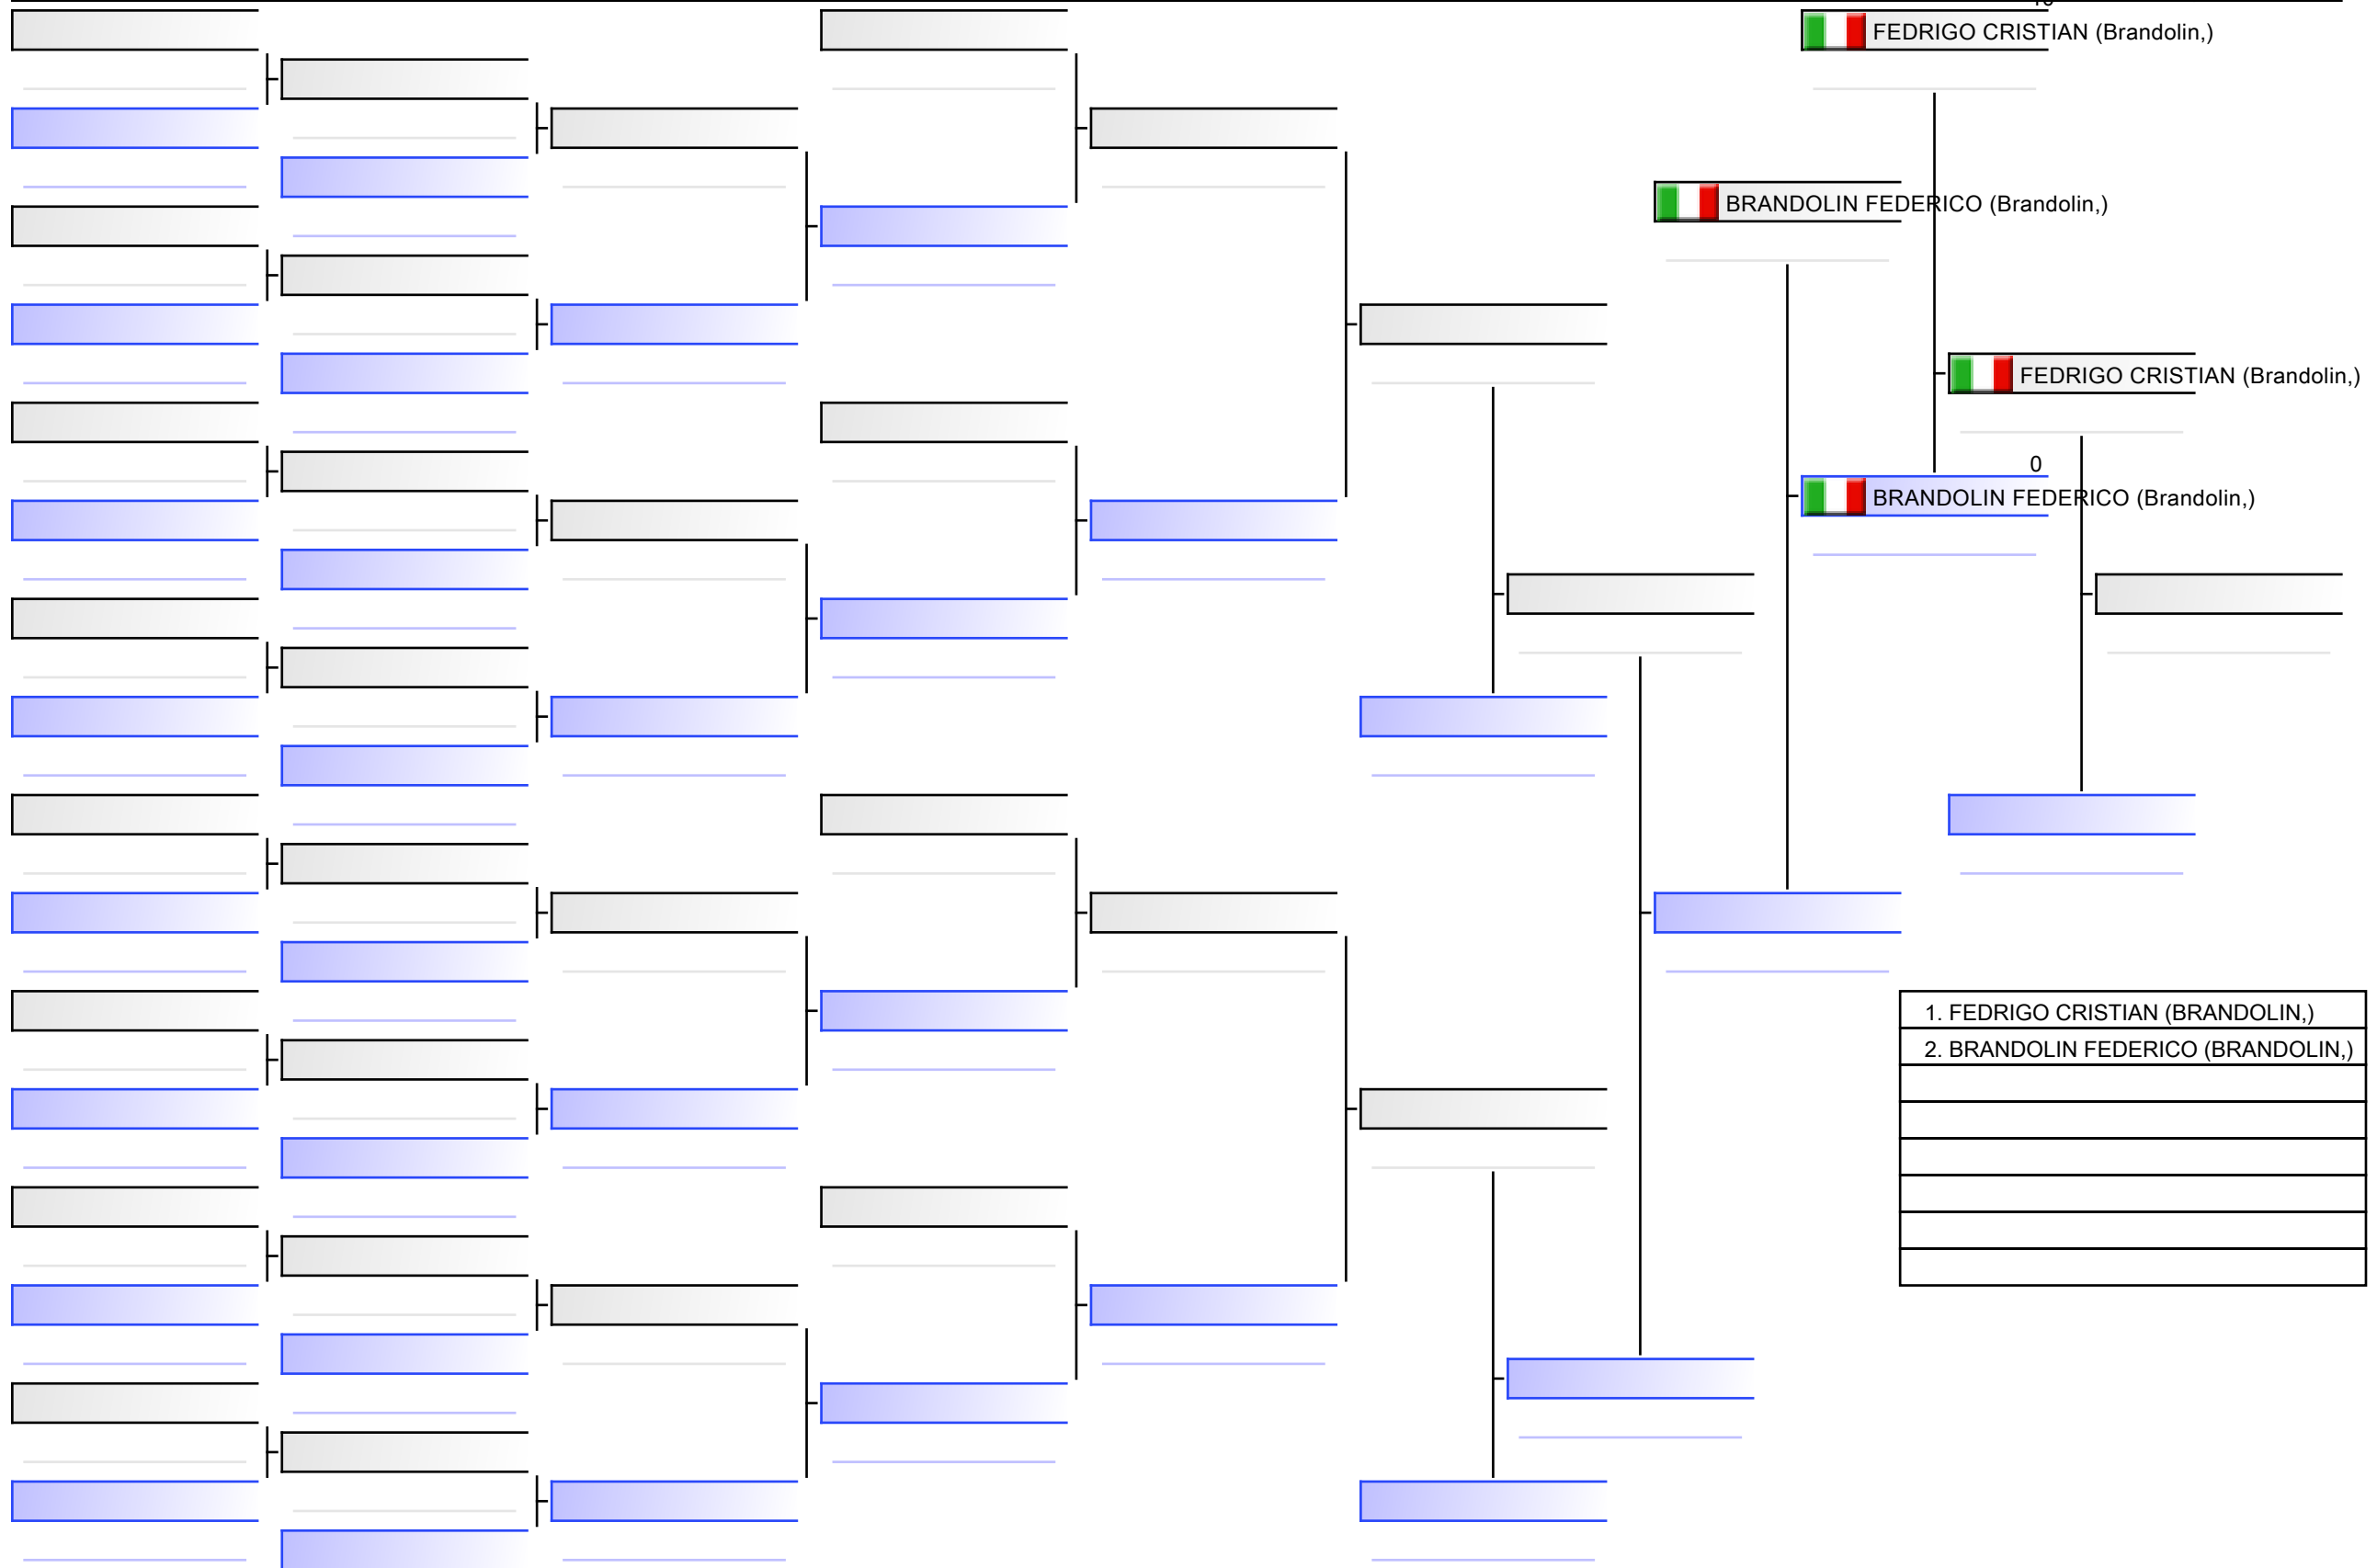 FEDRIGO CRISTIAN (Brandolin,)
BRANDOLIN FEDERICO (Brandolin,)
FEDRIGO CRISTIAN (Brandolin,)
0
BRANDOLIN FEDERICO (Brandolin,)
1. FEDRIGO CRISTIAN (BRANDOLIN,)
2. BRANDOLIN FEDERICO (BRANDOLIN,)